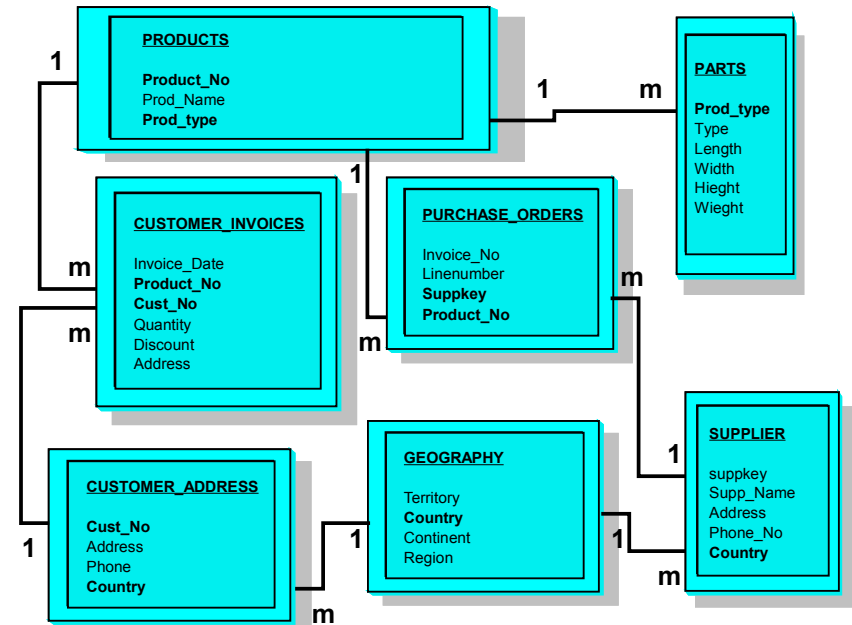 PRODUCTS
Product_No
Prod_Name
Prod_type
1
1
m
PARTS
Prod_type
Type
Length
Width
Hieght
Wieght
1
CUSTOMER_INVOICES
Invoice_Date
Product_No
Cust_No
Quantity
Discount
Address
m
m
PURCHASE_ORDERS
Invoice_No
Linenumber
Suppkey
Product_No
m
m
SUPPLIER
suppkey
Supp_Name
Address
Phone_No
Country
1
m
GEOGRAPHY
Territory
Country
Continent
Region
1
1
CUSTOMER_ADDRESS
Cust_No
Address
Phone
Country
1
m